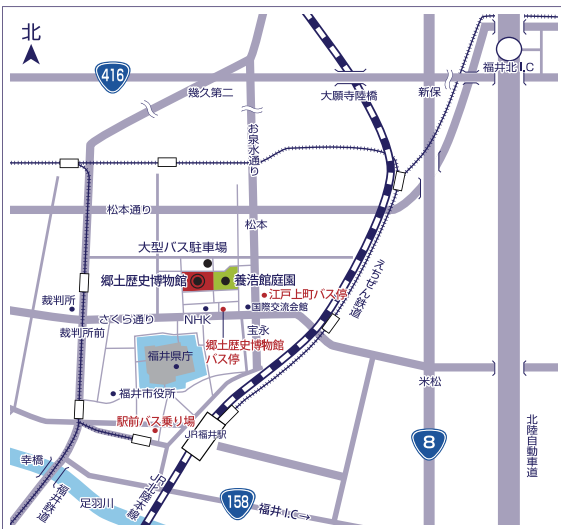 北
416
幾久第二
大願寺陸橋
新保
福井北I.C
お泉水通り
松本通り
松本
大型バス駐車場
えちぜん鉄道
郷土歴史博物館
養浩館庭園
江戸上町バス停
裁判所
国際交流会館
さくら通り
NHK
裁判所前
宝永
郷土歴史博物館
バス停
福井県庁
米松
福井市役所
駅前バス乗り場
JR福井駅
8
北陸自動車道
幸橋
福井鉄道
足羽川
JR北陸本線
158
福井I.C→